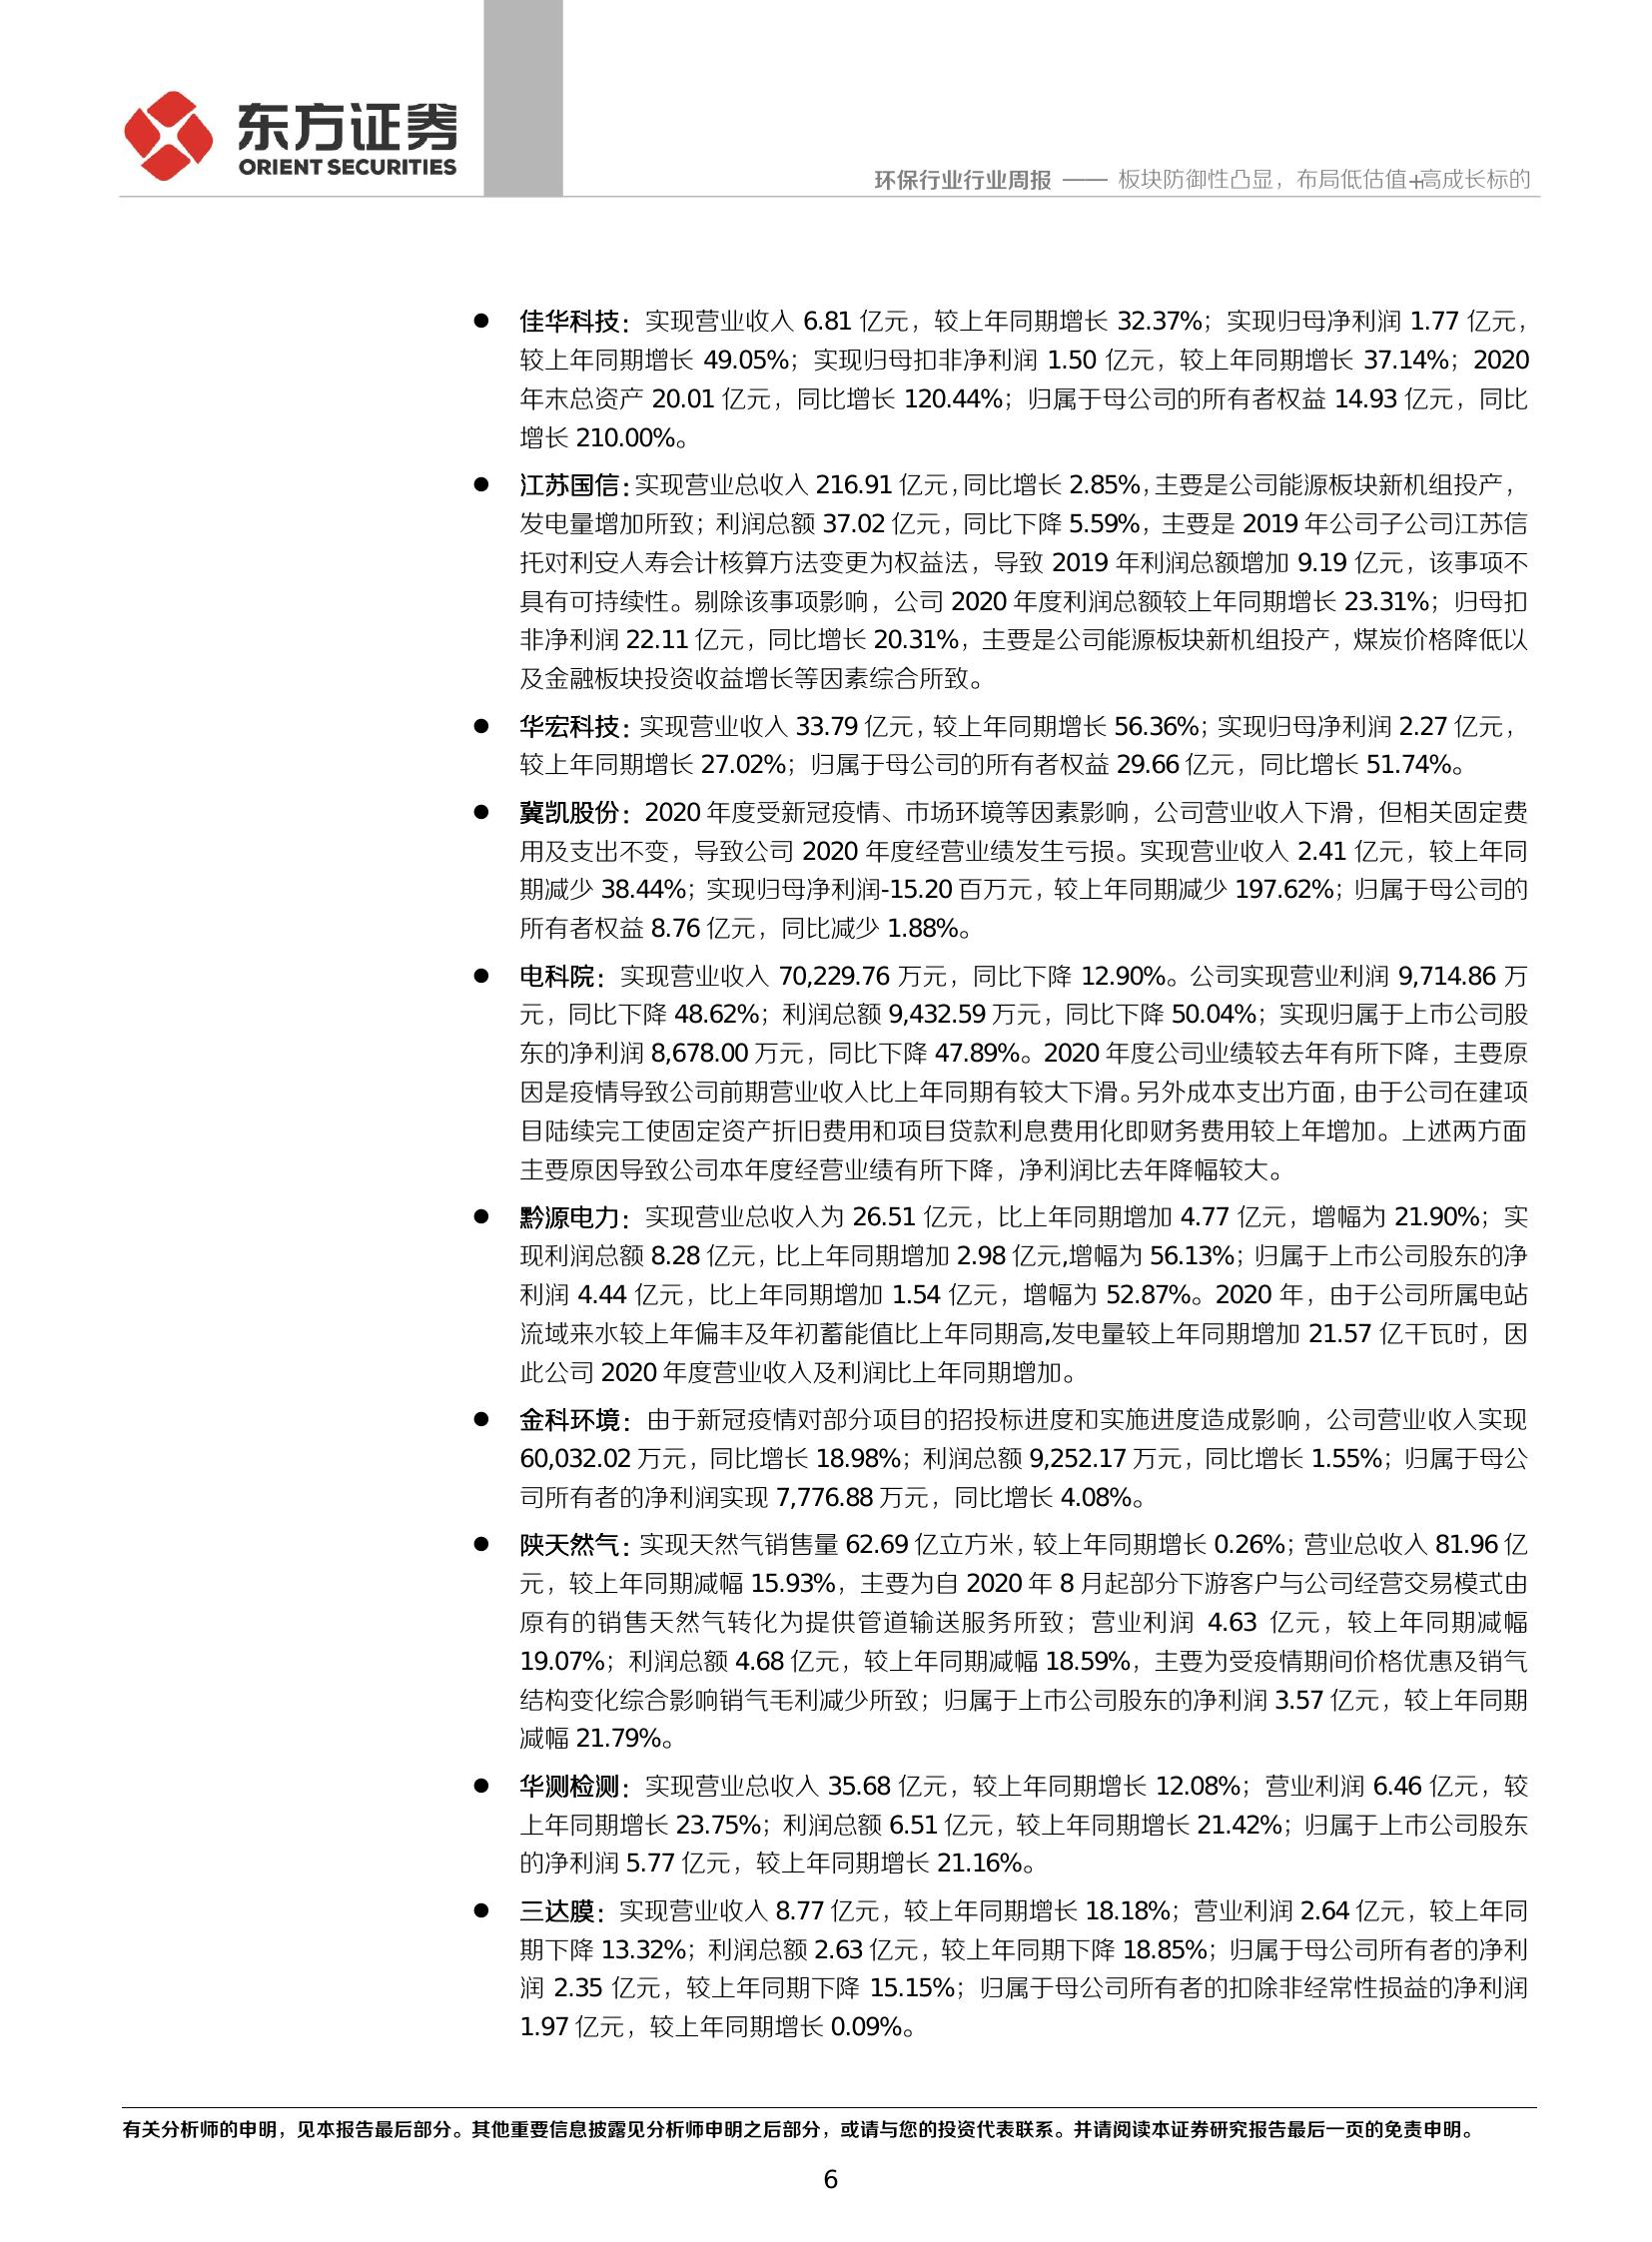 东方证券
ORIENT SECURITIES
环保行业行业周报 —— 板块防御性凸显，布局低估值+高成长标的
● 佳华科技：实现营业收入 6.81 亿元，较上年同期增长 32.37%；实现归母净利润 1.77 亿元，
较上年同期增长 49.05%；实现归母扣非净利润 1.50 亿元，较上年同期增长 37.14%；2020
年末总资产 20.01 亿元，同比增长 120.44%；归属于母公司的所有者权益 14.93 亿元，同比
增长 210.00%。
● 江苏国信：实现营业总收入 216.91 亿元，同比增长 2.85%，主要是公司能源板块新机组投产，
发电量增加所致；利润总额 37.02 亿元，同比下降 5.59%，主要是 2019 年公司子公司江苏信
托对利安人寿会计核算方法变更为权益法，导致 2019 年利润总额增加 9.19 亿元，该事项不
具有可持续性。剔除该事项影响，公司 2020 年度利润总额较上年同期增长 23.31%；归母扣
非净利润 22.11 亿元，同比增长 20.31%，主要是公司能源板块新机组投产，煤炭价格降低以
及金融板块投资收益增长等因素综合所致。
● 华宏科技：实现营业收入 33.79 亿元，较上年同期增长 56.36%；实现归母净利润 2.27 亿元，
较上年同期增长 27.02%；归属于母公司的所有者权益 29.66 亿元，同比增长 51.74%。
● 冀凯股份：2020 年度受新冠疫情、市场环境等因素影响，公司营业收入下滑，但相关固定费
用及支出不变，导致公司 2020 年度经营业绩发生亏损。实现营业收入 2.41 亿元，较上年同
期减少 38.44%；实现归母净利润-15.20 百万元，较上年同期减少 197.62%；归属于母公司的
所有者权益 8.76 亿元，同比减少 1.88%。
● 电科院：实现营业收入 70,229.76 万元，同比下降 12.90%。公司实现营业利润 9,714.86 万
元，同比下降 48.62%；利润总额 9,432.59 万元，同比下降 50.04%；实现归属于上市公司股
东的净利润 8,678.00 万元，同比下降 47.89%。2020 年度公司业绩较去年有所下降，主要原
因是疫情导致公司前期营业收入比上年同期有较大下滑。另外成本支出方面，由于公司在建项
目陆续完工使固定资产折旧费用和项目贷款利息费用化即财务费用较上年增加。上述两方面
主要原因导致公司本年度经营业绩有所下降，净利润比去年降幅较大。
● 黔源电力：实现营业总收入为 26.51 亿元，比上年同期增加 4.77 亿元，增幅为 21.90%；实
现利润总额 8.28 亿元，比上年同期增加 2.98 亿元,增幅为 56.13%；归属于上市公司股东的净
利润 4.44 亿元，比上年同期增加 1.54 亿元，增幅为 52.87%。2020 年，由于公司所属电站
流域来水较上年偏丰及年初蓄能值比上年同期高,发电量较上年同期增加 21.57 亿千瓦时，因
此公司 2020 年度营业收入及利润比上年同期增加。
● 金科环境：由于新冠疫情对部分项目的招投标进度和实施进度造成影响，公司营业收入实现
60,032.02 万元，同比增长 18.98%；利润总额 9,252.17 万元，同比增长 1.55%；归属于母公
司所有者的净利润实现 7,776.88 万元，同比增长 4.08%。
● 陕天然气：实现天然气销售量 62.69 亿立方米，较上年同期增长 0.26%；营业总收入 81.96 亿
元，较上年同期减幅 15.93%，主要为自 2020 年 8 月起部分下游客户与公司经营交易模式由
原有的销售天然气转化为提供管道输送服务所致；营业利润 4.63 亿元，较上年同期减幅
19.07%；利润总额 4.68 亿元，较上年同期减幅 18.59%，主要为受疫情期间价格优惠及销气
结构变化综合影响销气毛利减少所致；归属于上市公司股东的净利润 3.57 亿元，较上年同期
减幅 21.79%。
● 华测检测：实现营业总收入 35.68 亿元，较上年同期增长 12.08%；营业利润 6.46 亿元，较
上年同期增长 23.75%；利润总额 6.51 亿元，较上年同期增长 21.42%；归属于上市公司股东
的净利润 5.77 亿元，较上年同期增长 21.16%。
● 三达膜：实现营业收入 8.77 亿元，较上年同期增长 18.18%；营业利润 2.64 亿元，较上年同
期下降 13.32%；利润总额 2.63 亿元，较上年同期下降 18.85%；归属于母公司所有者的净利
润 2.35 亿元，较上年同期下降 15.15%；归属于母公司所有者的扣除非经常性损益的净利润
1.97 亿元，较上年同期增长 0.09%。
有关分析师的申明，见本报告最后部分。其他重要信息披露见分析师申明之后部分，或请与您的投资代表联系。并请阅读本证券研究报告最后一页的免责申明。
6